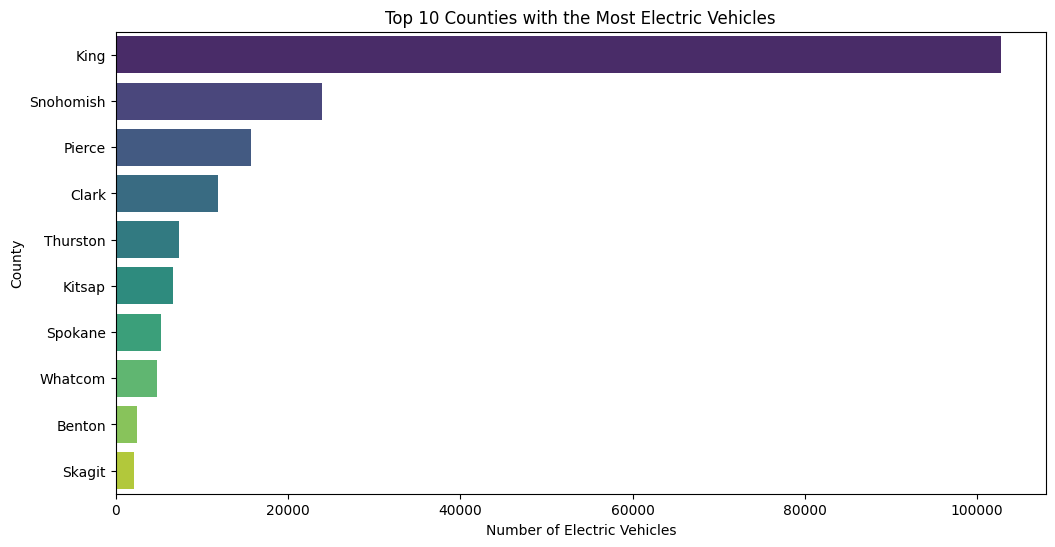 Top 10 Counties with the Most Electric Vehicles
County
King
Snohomish
Pierce
Clark
Thurston
Kitsap
Spokane
Whatcom
Benton
Skagit
0 20000 40000 60000 80000 100000
Number of Electric Vehicles